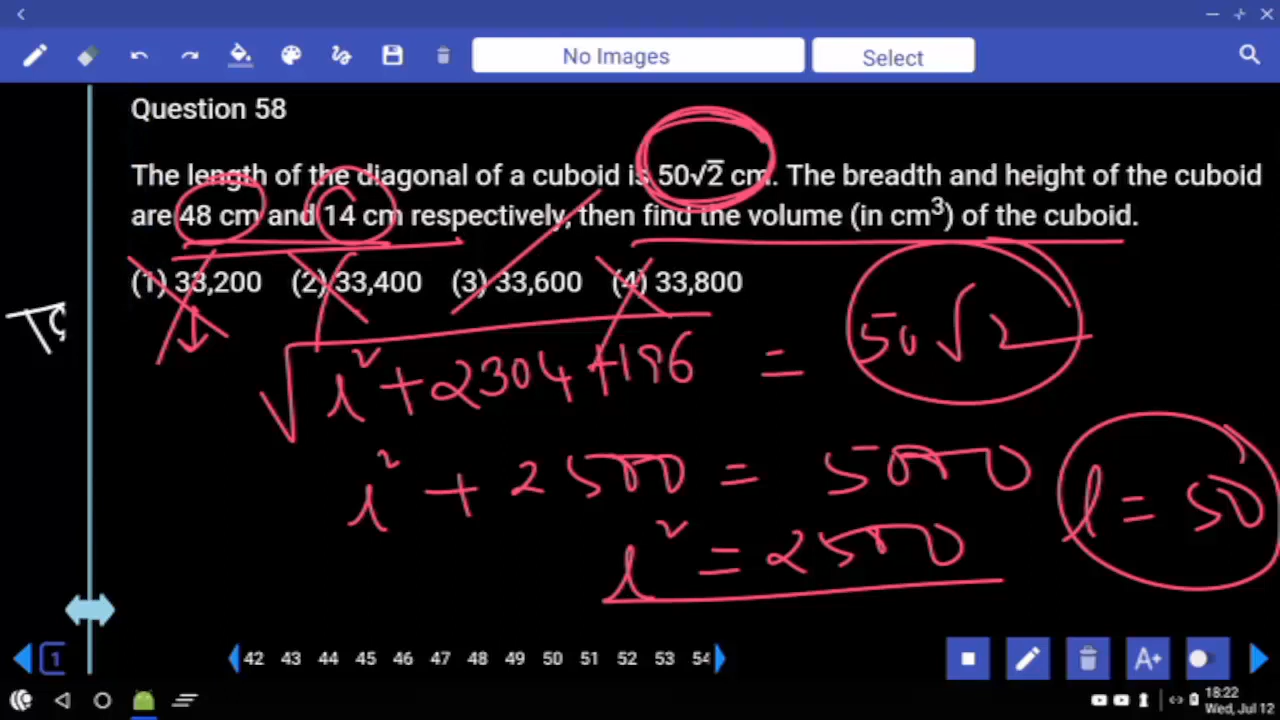 No Images
Select
Question 58
The length of the diagonal of a cuboid is 50√2 cm. The breadth and height of the cuboid
are 48 cm and 14 cm respectively, then find the volume (in cm³) of the cuboid.
(1) 33,200 (2) 33,400 (3) 33,600 (4) 33,800
√l² + 2304 + 196 = 50√2
l² + 2500 = 5000
l = 50
l² = 2500
1
42 43 44 45 46 47 48 49 50 51 52 53
A+
18:22
Wed, Jul 12